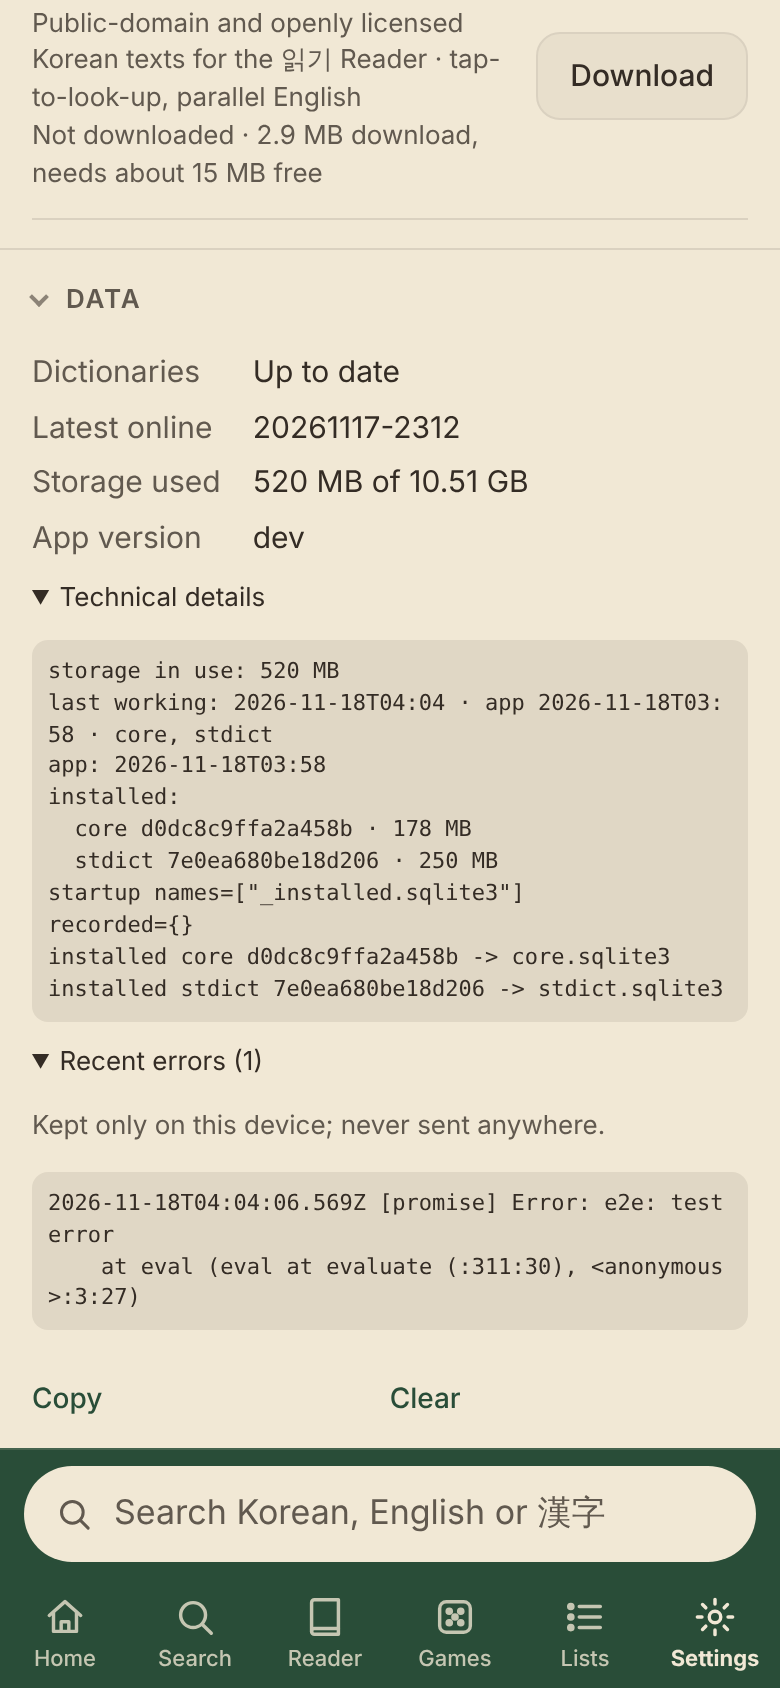 Public-domain and openly licensed
Korean texts for the 읽기 Reader · tap-
to-look-up, parallel English
Not downloaded · 2.9 MB download,
needs about 15 MB free
Download
DATA
Dictionaries Up to date
Latest online 20261117-2312
Storage used 520 MB of 10.51 GB
App version dev
▼ Technical details
storage in use: 520 MB
last working: 2026-11-18T04:04 · app 2026-11-18T03:
58 · core, stdict
app: 2026-11-18T03:58
installed:
  core d0dc8c9ffa2a458b · 178 MB
  stdict 7e0ea680be18d206 · 250 MB
startup names=["_installed.sqlite3"]
recorded={}
installed core d0dc8c9ffa2a458b -> core.sqlite3
installed stdict 7e0ea680be18d206 -> stdict.sqlite3
▼ Recent errors (1)
Kept only on this device; never sent anywhere.
2026-11-18T04:04:06.569Z [promise] Error: e2e: test
error
    at eval (eval at evaluate (:311:30), <anonymous
>:3:27)
Copy Clear
Search Korean, English or 漢字
Home Search Reader Games Lists Settings